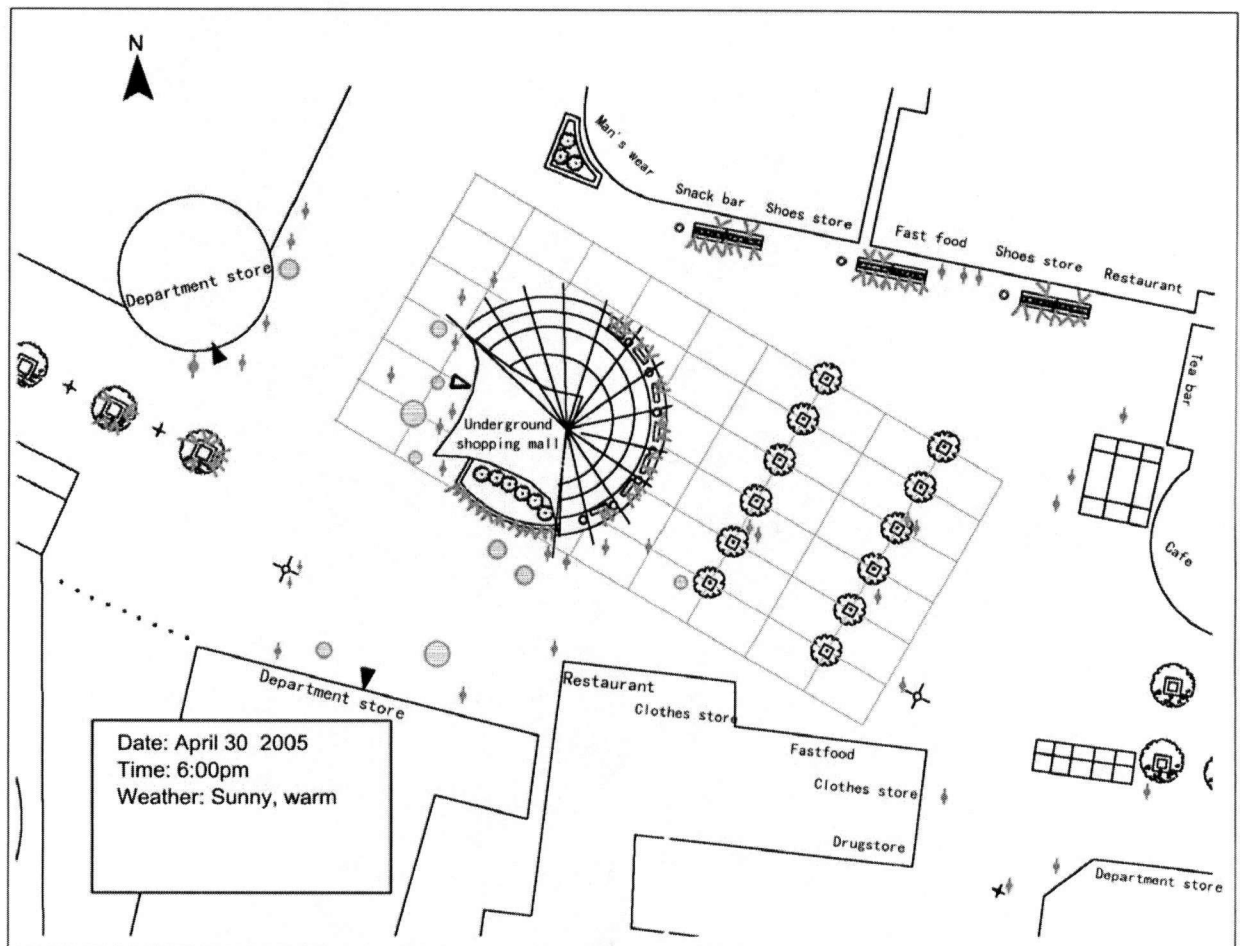 N
Man's wear
Snack bar
Shoes store
Fast food
Shoes store
Restaurant
Department store
Tea bar
Underground
shopping mall
Cafe
Department store
Restaurant
Clothes store
Fastfood
Clothes store
Drugstore
Department store
Date: April 30 2005
Time: 6:00pm
Weather: Sunny, warm